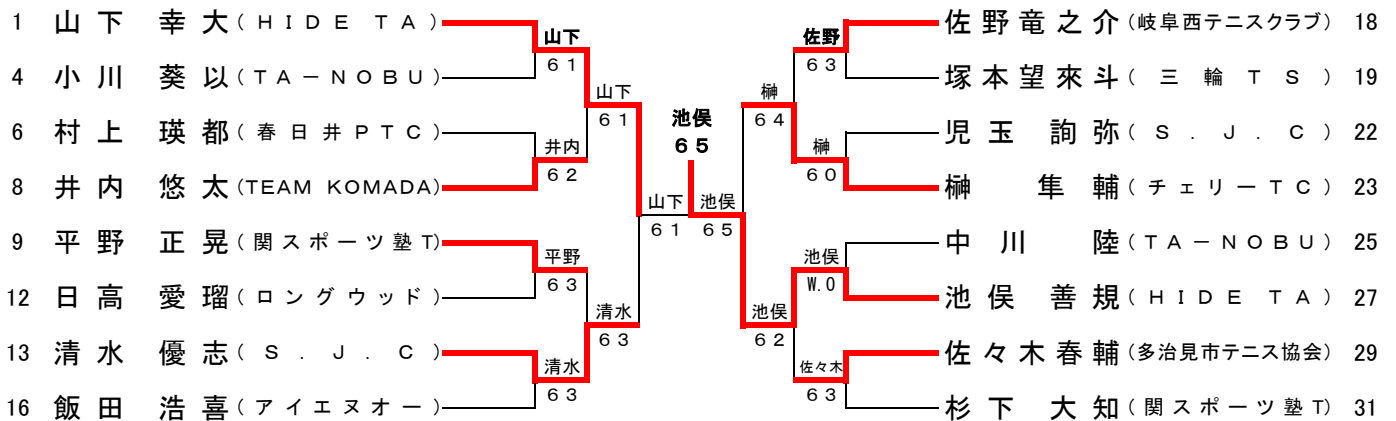 1 山下 幸大(HIDE TA)
4 小川 葵以(TA－NOBU)
6 村上 瑛都(春日井PTC)
8 井内 悠太(TEAM KOMADA)
9 平野 正晃(関スポーツ塾T)
12 日高 愛瑠(ロングウッド)
13 清水 優志(S.J.C)
16 飯田 浩喜(アイエヌオー)
山下
61
井内
62
平野
63
清水
63
山下
61
清水
63
山下
61
池俣
65
池俣
65
榊
64
池俣
62
佐野
63
榊
60
池俣
W.0
佐々木
63
佐野竜之介(岐阜西テニスクラブ) 18
塚本望來斗(三輪TS) 19
児玉 詢弥(S.J.C) 22
榊 隼輔(チェリーTC) 23
中川 陸(TA－NOBU) 25
池俣 善規(HIDE TA) 27
佐々木春輔(多治見市テニス協会) 29
杉下 大知(関スポーツ塾T) 31